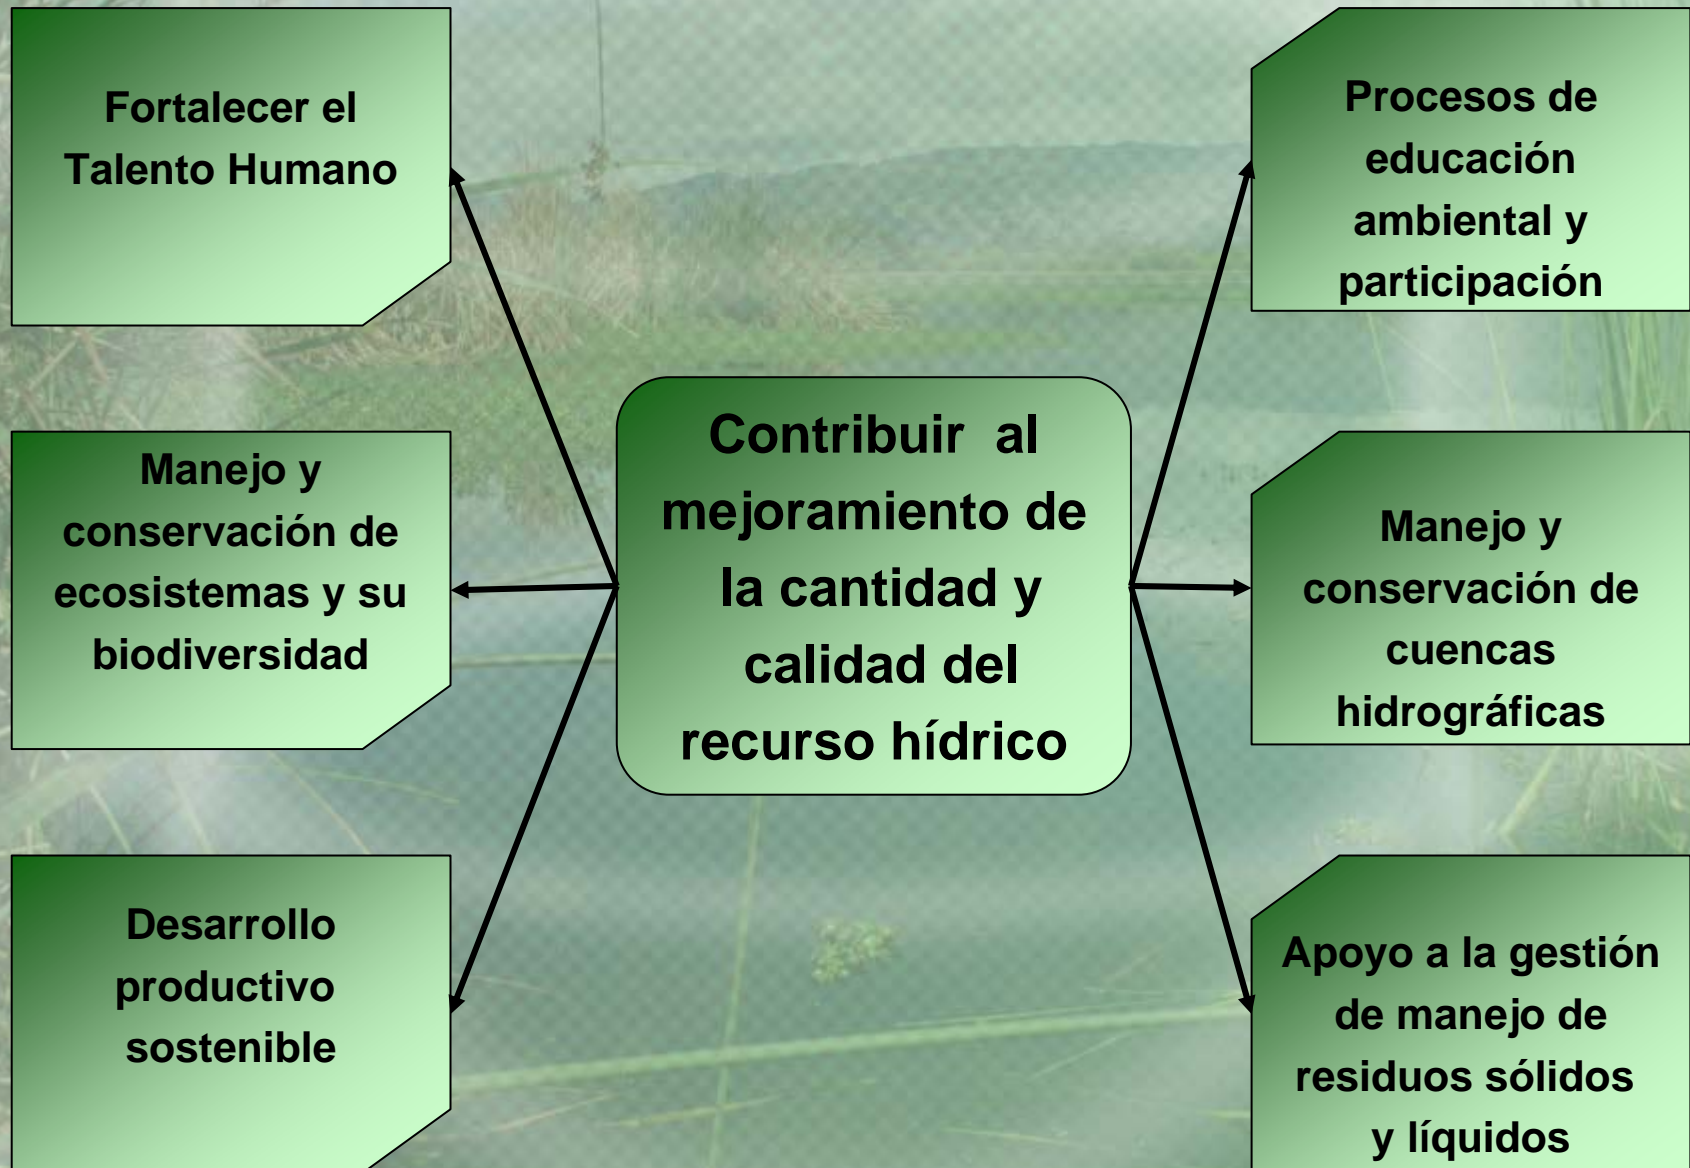 Fortalecer el
Talento Humano
Manejo y
conservación de
ecosistemas y su
biodiversidad
Desarrollo
productivo
sostenible
Contribuir al
mejoramiento de
la cantidad y
calidad del
recurso hídrico
Procesos de
educación
ambiental y
participación
Manejo y
conservación de
cuencas
hidrográficas
Apoyo a la gestión
de manejo de
residuos sólidos
y líquidos